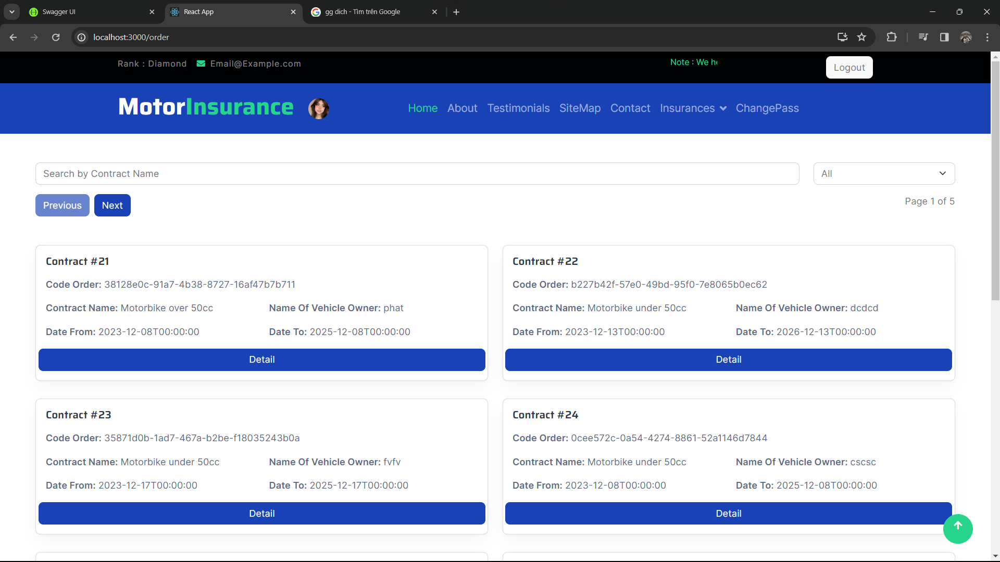 Swagger UI
React App
gg dich - Tìm trên Google
localhost:3000/order
Rank : Diamond
Email@Example.com
Note : We
Logout
MotorInsurance
Home
About
Testimonials
SiteMap
Contact
Insurances
ChangePass
Search by Contract Name
All
Previous
Next
Page 1 of 5
Contract #21
Code Order: 38128e0c-91a7-4b38-8727-16af47b7b711
Contract Name: Motorbike over 50cc
Name Of Vehicle Owner: phat
Date From: 2023-12-08T00:00:00
Date To: 2025-12-08T00:00:00
Detail
Contract #22
Code Order: b227b42f-57e0-49bd-95f0-7e8065b0ec62
Contract Name: Motorbike under 50cc
Name Of Vehicle Owner: dcdcd
Date From: 2023-12-13T00:00:00
Date To: 2026-12-13T00:00:00
Detail
Contract #23
Code Order: 35871d0b-1ad7-467a-b2be-f18035243b0a
Contract Name: Motorbike under 50cc
Name Of Vehicle Owner: fvfv
Date From: 2023-12-17T00:00:00
Date To: 2025-12-17T00:00:00
Detail
Contract #24
Code Order: 0cee572c-0a54-4274-8861-52a1146d7844
Contract Name: Motorbike under 50cc
Name Of Vehicle Owner: cscsc
Date From: 2023-12-08T00:00:00
Date To: 2025-12-08T00:00:00
Detail